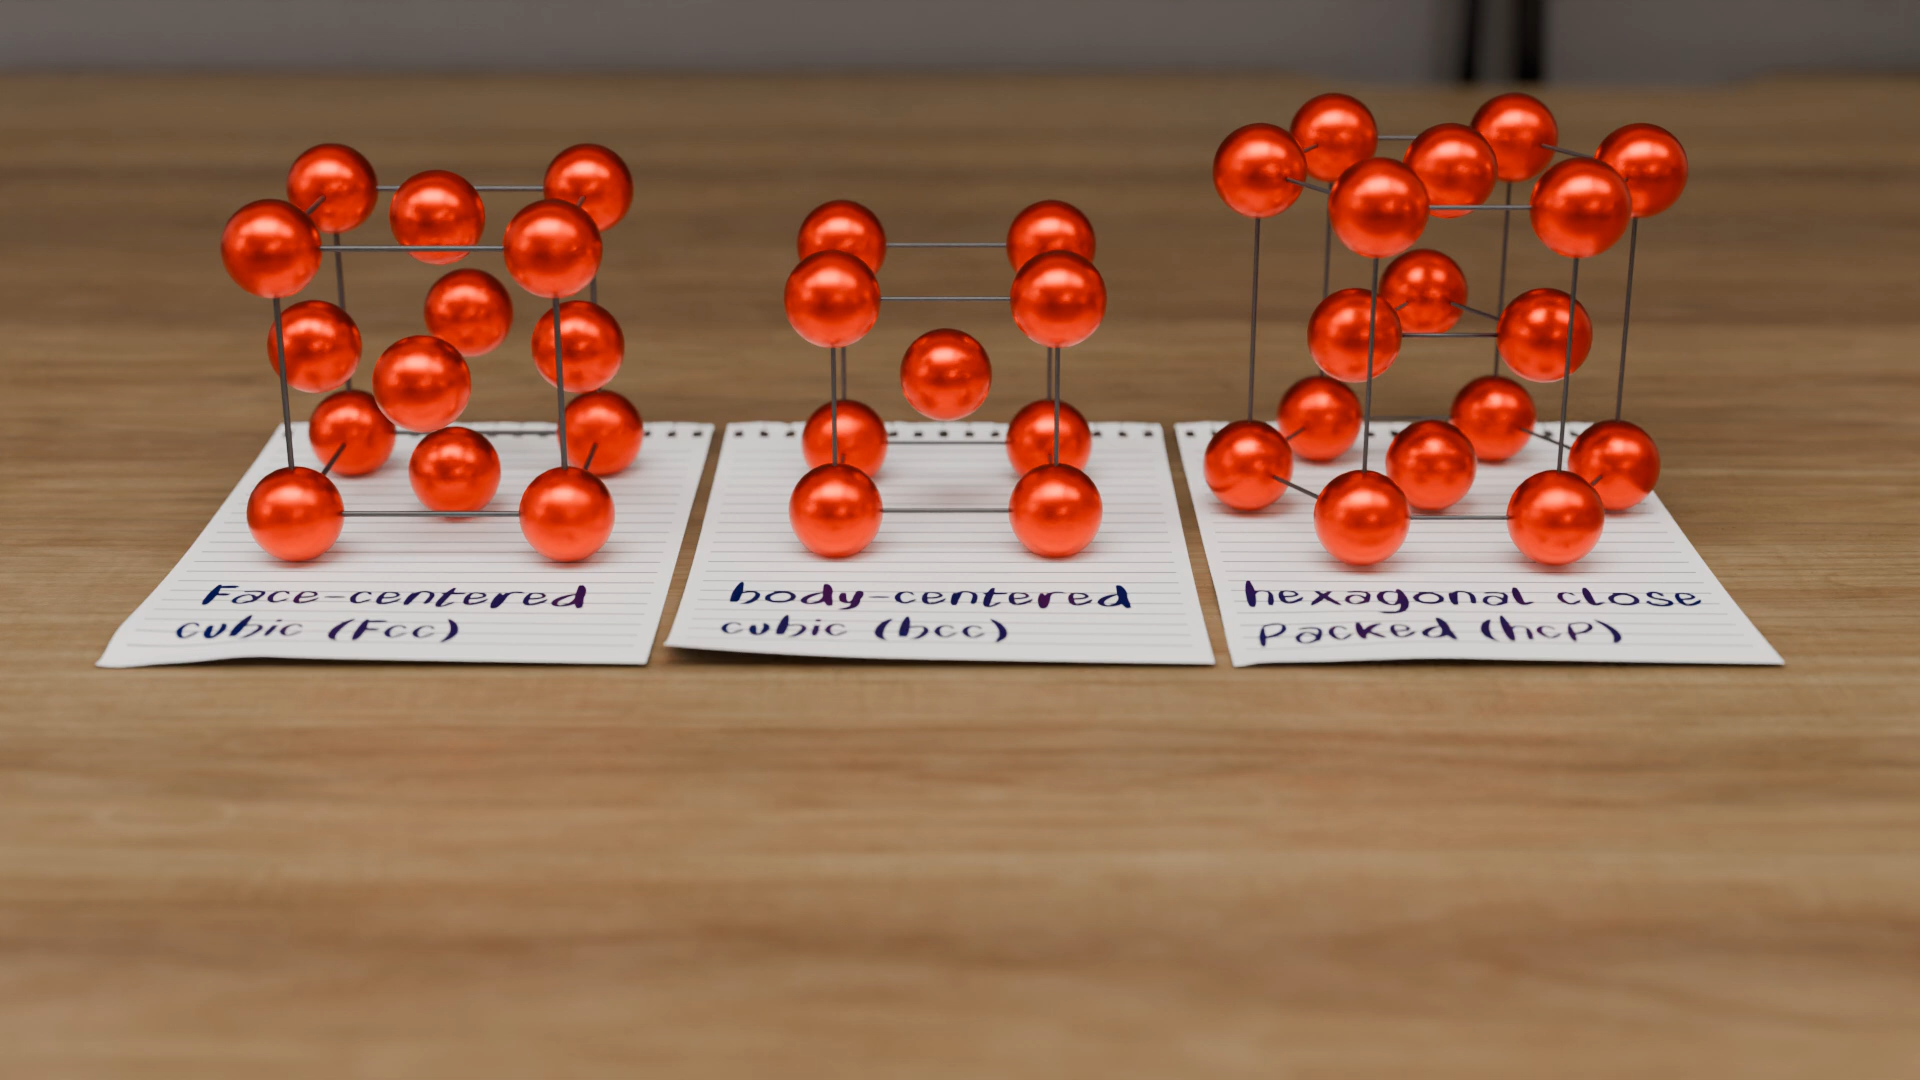 Face-centered
cubic (Fcc)
body-centered
cubic (bcc)
hexagonal close
Packed (hcP)